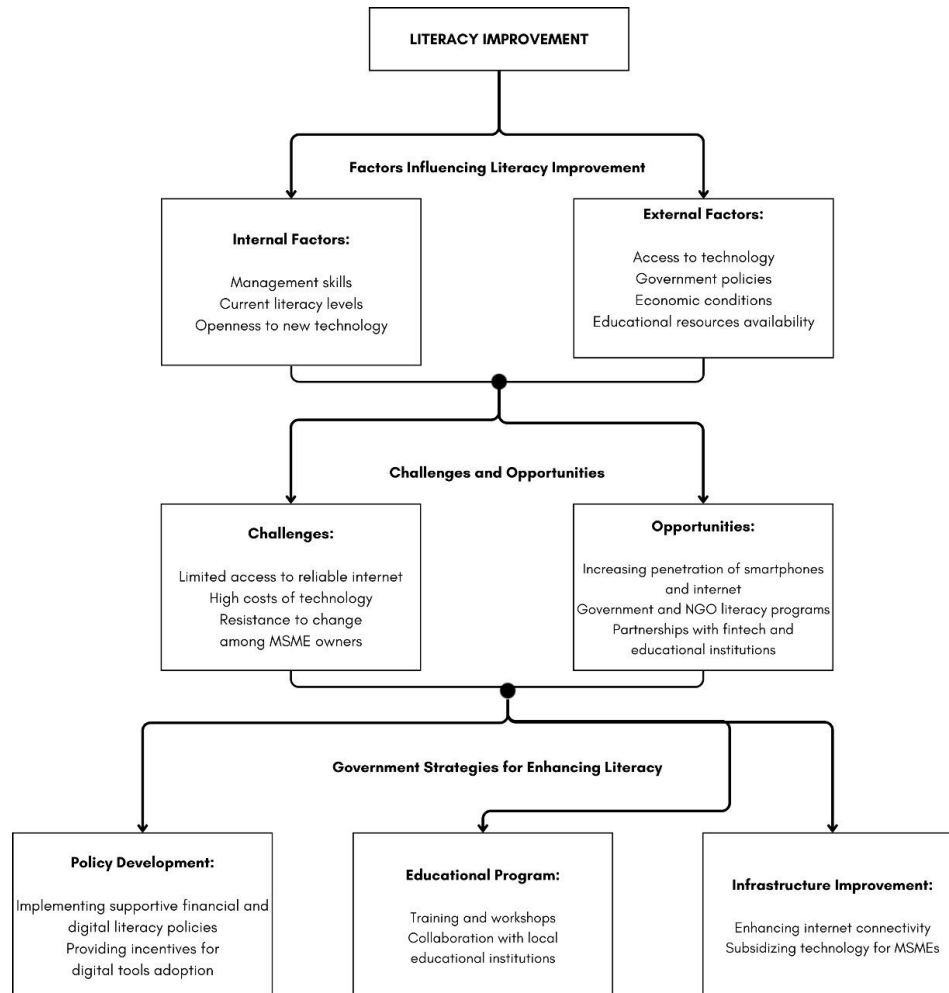 LITERACY IMPROVEMENT
Factors Influencing Literacy Improvement
Internal Factors:
Management skills
Current literacy levels
Openness to new technology
External Factors:
Access to technology
Government policies
Economic conditions
Educational resources availability
Challenges and Opportunities
Challenges:
Limited access to reliable internet
High costs of technology
Resistance to change
among MSME owners
Opportunities:
Increasing penetration of smartphones
and internet
Government and NGO literacy programs
Partnerships with fintech and
educational institutions
Government Strategies for Enhancing Literacy
Policy Development:
Implementing supportive financial and
digital literacy policies
Providing incentives for
digital tools adoption
Educational Program:
Training and workshops
Collaboration with local
educational institutions
Infrastructure Improvement:
Enhancing internet connectivity
Subsidizing technology for MSMEs